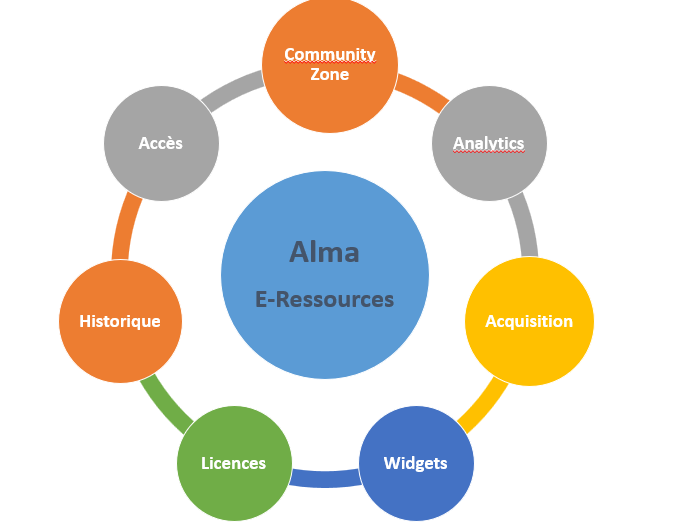 Community
Zone
Analytics
Acquisition
Widgets
Licences
Historique
Accès
Alma
E-Ressources